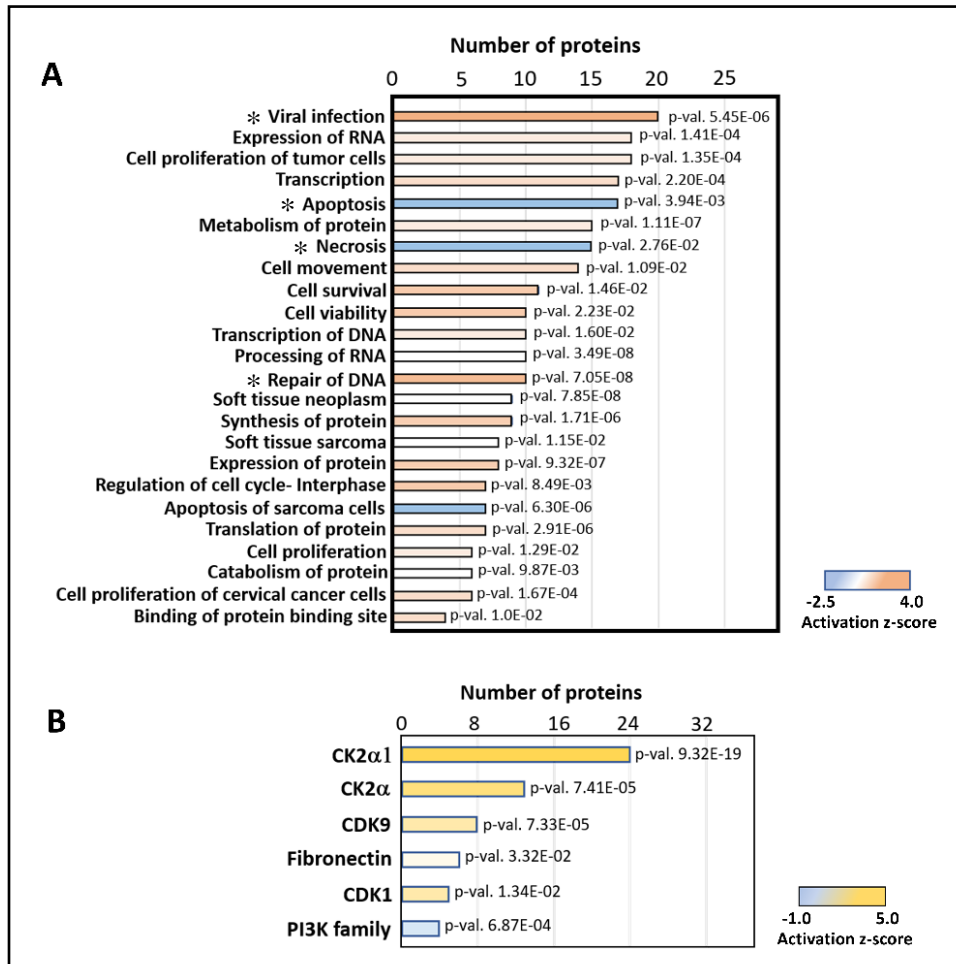 Number of proteins
A
0 5 10 15 20 25
* Viral infection p-val. 5.45E-06
Expression of RNA p-val. 1.41E-04
Cell proliferation of tumor cells p-val. 1.35E-04
Transcription p-val. 2.20E-04
* Apoptosis p-val. 3.94E-03
Metabolism of protein p-val. 1.11E-07
* Necrosis p-val. 2.76E-02
Cell movement p-val. 1.09E-02
Cell survival p-val. 1.46E-02
Cell viability p-val. 2.23E-02
Transcription of DNA p-val. 1.60E-02
Processing of RNA p-val. 3.49E-08
* Repair of DNA p-val. 7.05E-08
Soft tissue neoplasm p-val. 7.85E-08
Synthesis of protein p-val. 1.71E-06
Soft tissue sarcoma p-val. 1.15E-02
Expression of protein p-val. 9.32E-07
Regulation of cell cycle- Interphase p-val. 8.49E-03
Apoptosis of sarcoma cells p-val. 6.30E-06
Translation of protein p-val. 2.91E-06
Cell proliferation p-val. 1.29E-02
Catabolism of protein p-val. 9.87E-03
Cell proliferation of cervical cancer cells p-val. 1.67E-04
Binding of protein binding site p-val. 1.0E-02
-2.5 4.0
Activation z-score
Number of proteins
B
0 8 16 24 32
CK2α1 p-val. 9.32E-19
CK2α p-val. 7.41E-05
CDK9 p-val. 7.33E-05
Fibronectin p-val. 3.32E-02
CDK1 p-val. 1.34E-02
PI3K family p-val. 6.87E-04
-1.0 5.0
Activation z-score